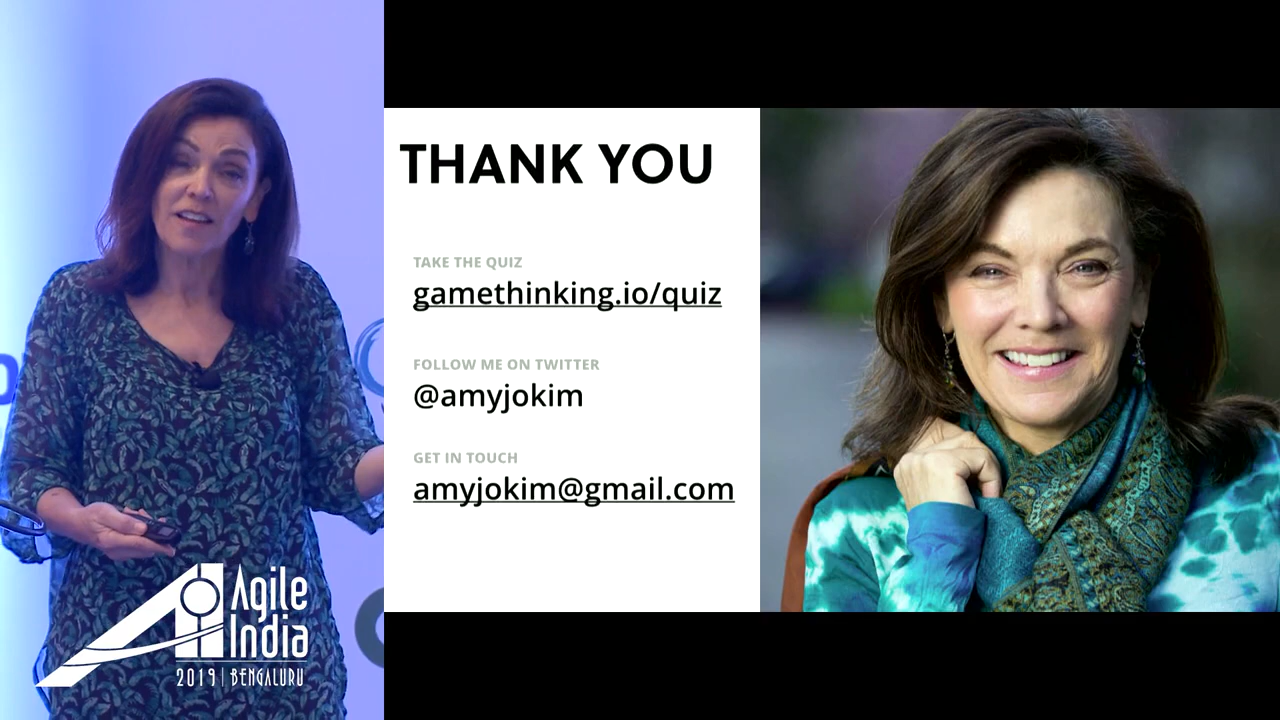 THANK YOU
TAKE THE QUIZ
gamethinking.io/quiz
FOLLOW ME ON TWITTER
@amyjokim
GET IN TOUCH
amyjokim@gmail.com
Agile
India
2019 | BENGALURU